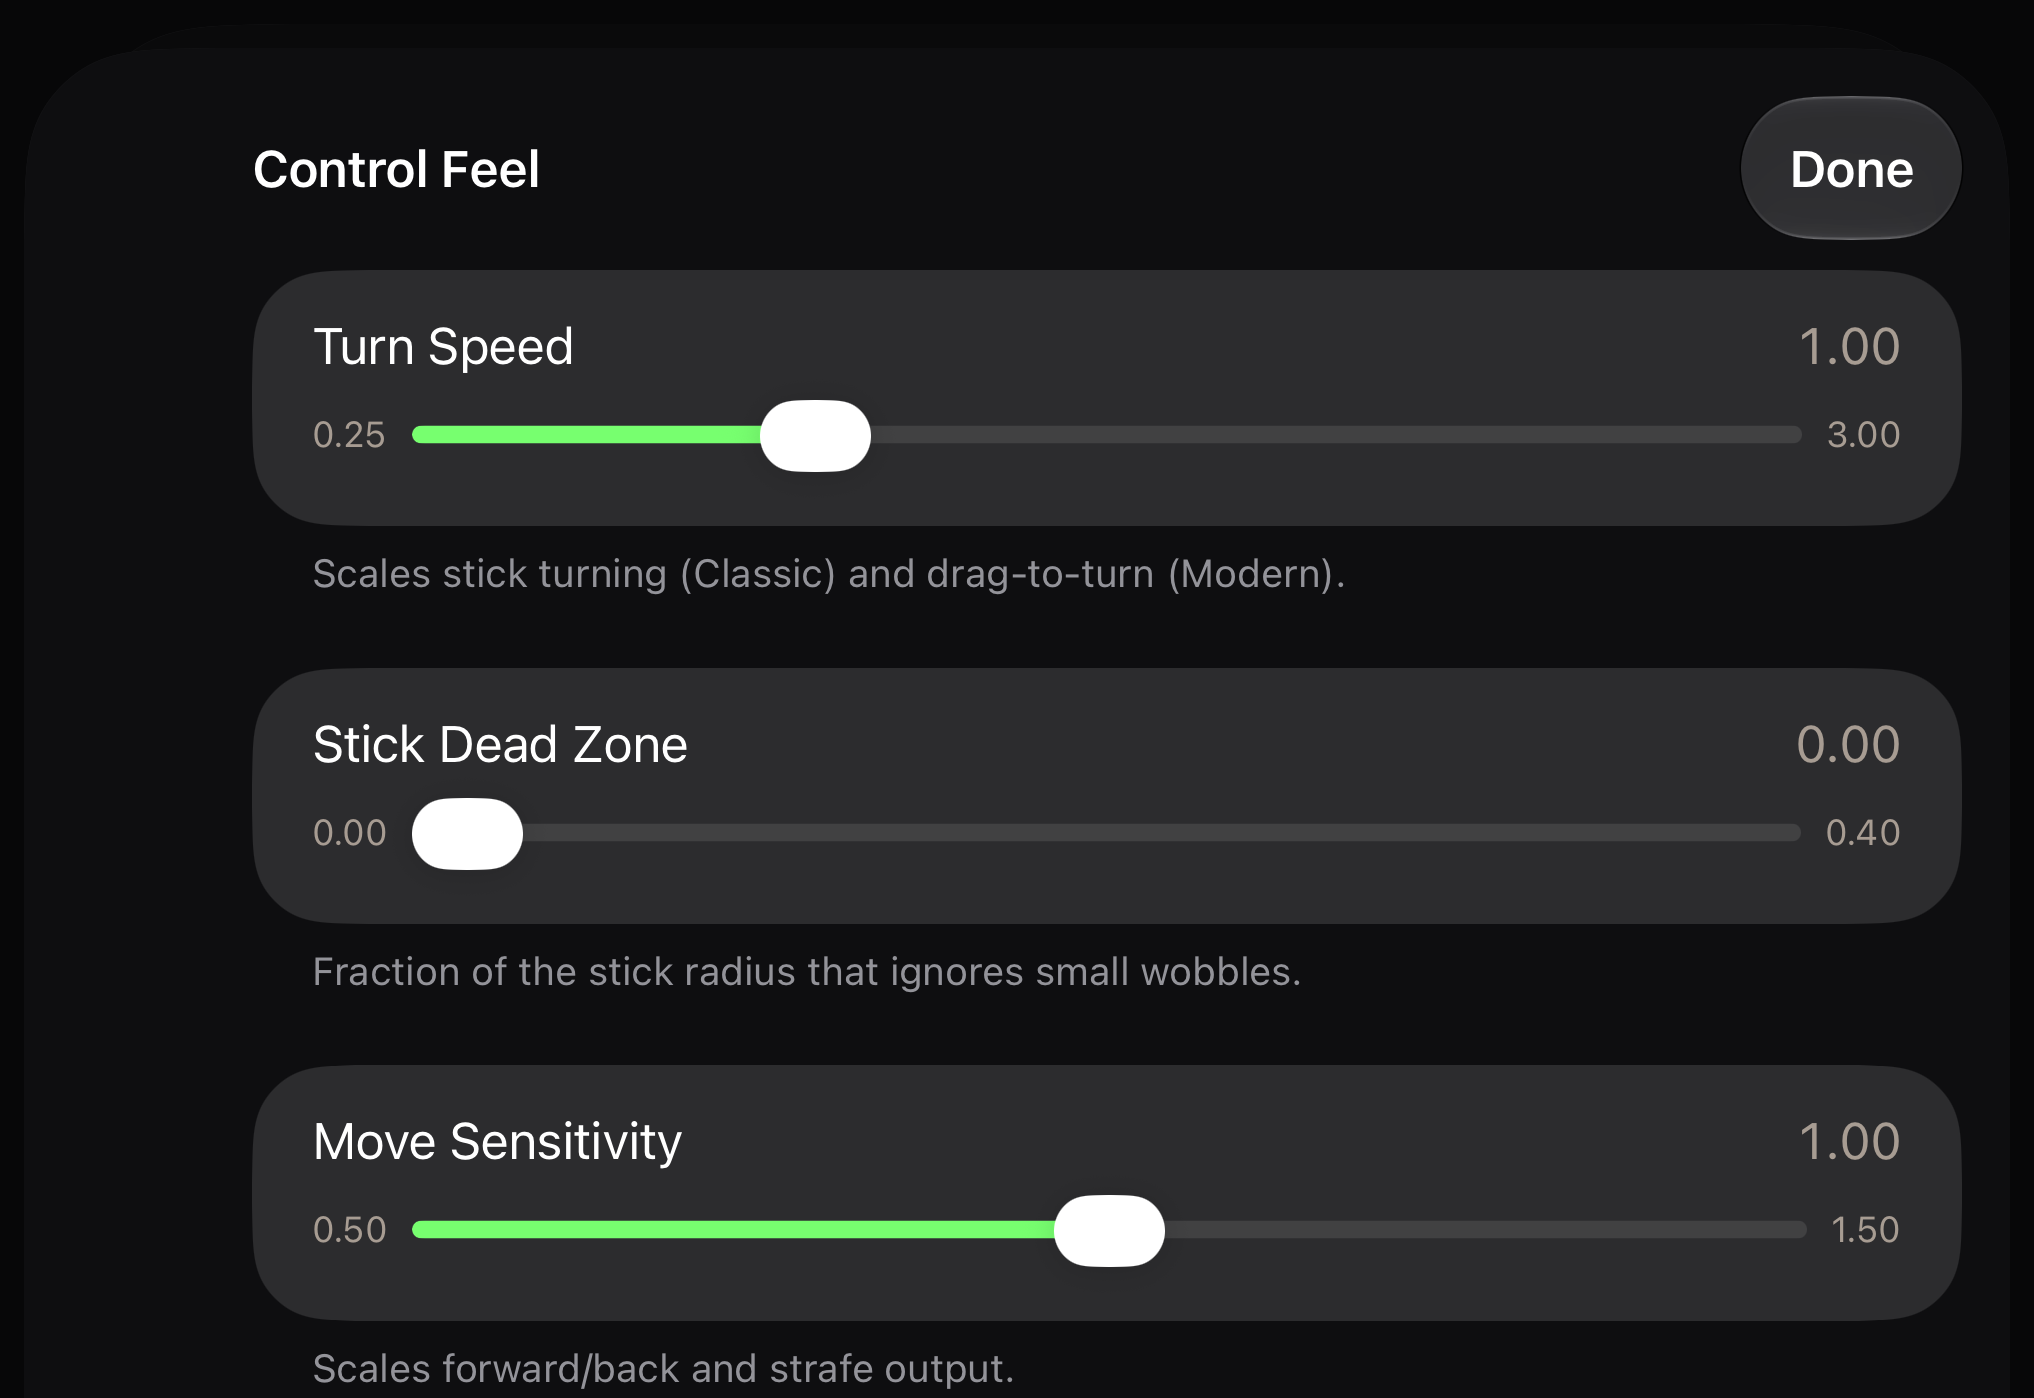 Control Feel
Done
Turn Speed
1.00
0.25
3.00
Scales stick turning (Classic) and drag-to-turn (Modern).
Stick Dead Zone
0.00
0.00
0.40
Fraction of the stick radius that ignores small wobbles.
Move Sensitivity
1.00
0.50
1.50
Scales forward/back and strafe output.